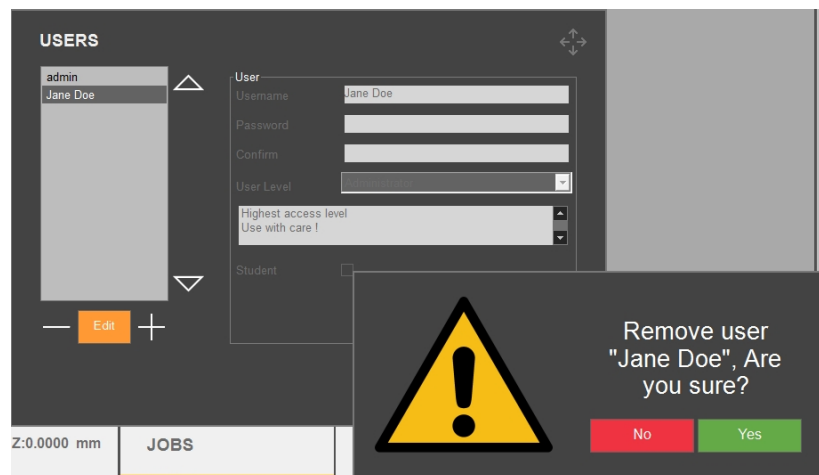 USERS
admin
Jane Doe
User
Username
Jane Doe
Password
Confirm
User Level
Administrator
Highest access level
Use with care !
Student
Edit
Remove user
"Jane Doe", Are
you sure?
No
Yes
Z:0.0000 mm
JOBS